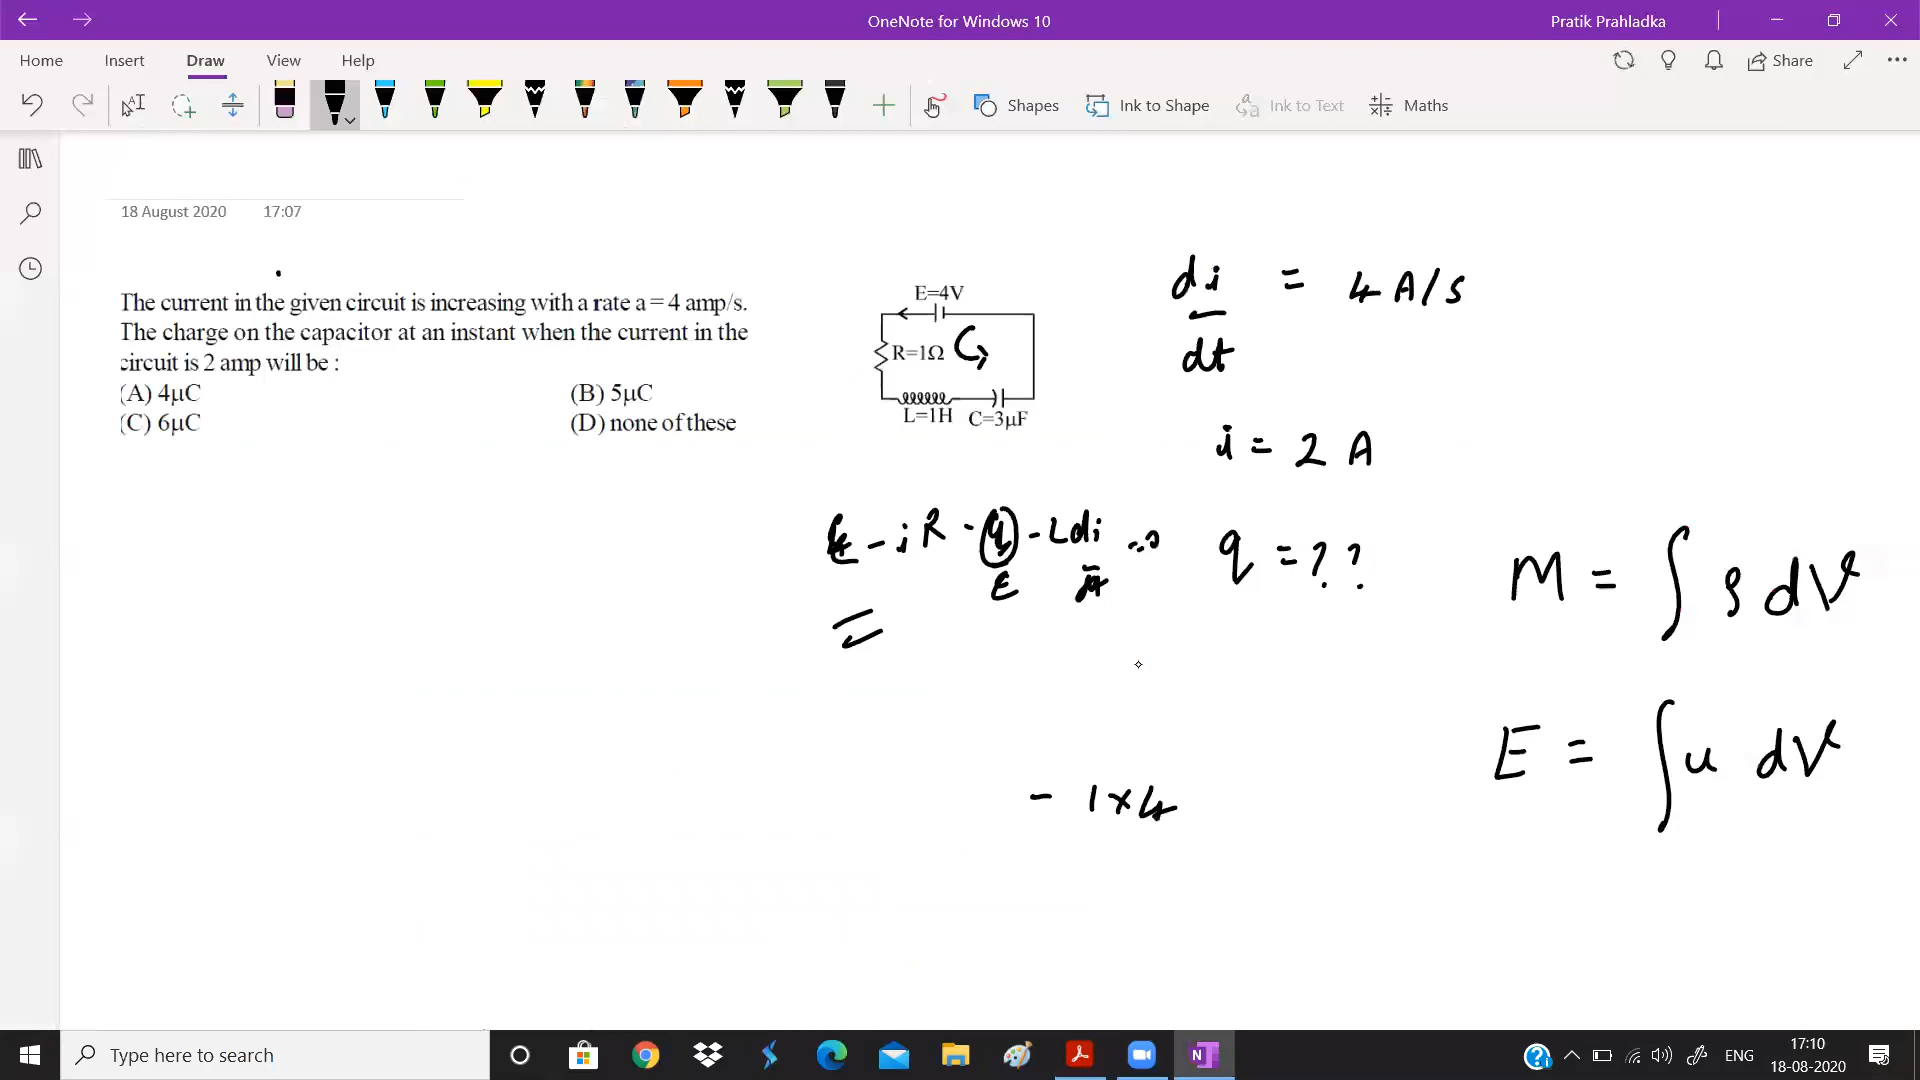 OneNote for Windows 10
Pratik Prahladka
Home Insert Draw View Help
Share
Shapes Ink to Shape Ink to Text Maths
18 August 2020 17:07
The current in the given circuit is increasing with a rate a = 4 amp/s.
The charge on the capacitor at an instant when the current in the
circuit is 2 amp will be :
(A) 4μC (B) 5μC
(C) 6μC (D) none of these
E=4V
R=1Ω
L=1H C=3μF
di = 4 A/s
dt
i = 2 A
- iR - q - L di
dt
q = ??
M = ∫ ρ dV
E = ∫ u dV
- 1 × 4
Type here to search
ENG
17:10
18-08-2020